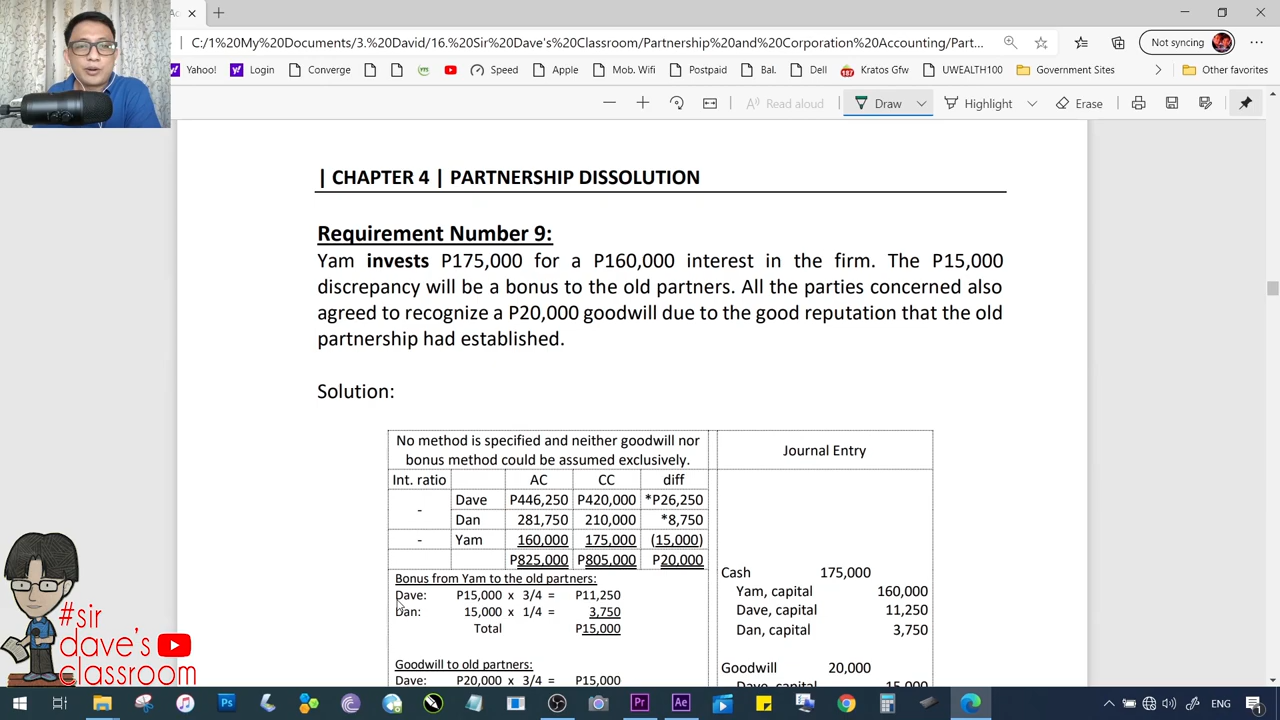 C:/1%20My%20Documents/3.%20David/16.%20Sir%20Dave's%20Classroom/Partnership%20and%20Corporation%20Accounting/Part...
Not syncing
Yahoo! Login Converge Speed Apple Mob. Wifi Postpaid Bal. Dell Kratos Gfw UWEALTH100 Government Sites Other favorites
Read aloud Draw Highlight Erase
| CHAPTER 4 | PARTNERSHIP DISSOLUTION
Requirement Number 9:
Yam invests P175,000 for a P160,000 interest in the firm. The P15,000
discrepancy will be a bonus to the old partners. All the parties concerned also
agreed to recognize a P20,000 goodwill due to the good reputation that the old
partnership had established.
Solution:
No method is specified and neither goodwill nor
bonus method could be assumed exclusively.
Journal Entry
Int. ratio AC CC diff
- Dave P446,250 P420,000 *P26,250
Dan 281,750 210,000 *8,750
- Yam 160,000 175,000 (15,000)
P825,000 P805,000 P20,000
Bonus from Yam to the old partners:
Dave: P15,000 x 3/4 = P11,250
Dan: 15,000 x 1/4 = 3,750
Total P15,000
Goodwill to old partners:
Dave: P20,000 x 3/4 = P15,000
Cash 175,000
Yam, capital 160,000
Dave, capital 11,250
Dan, capital 3,750
Goodwill 20,000
Dave, capital 15,000
#sir
dave's
classroom
ENG